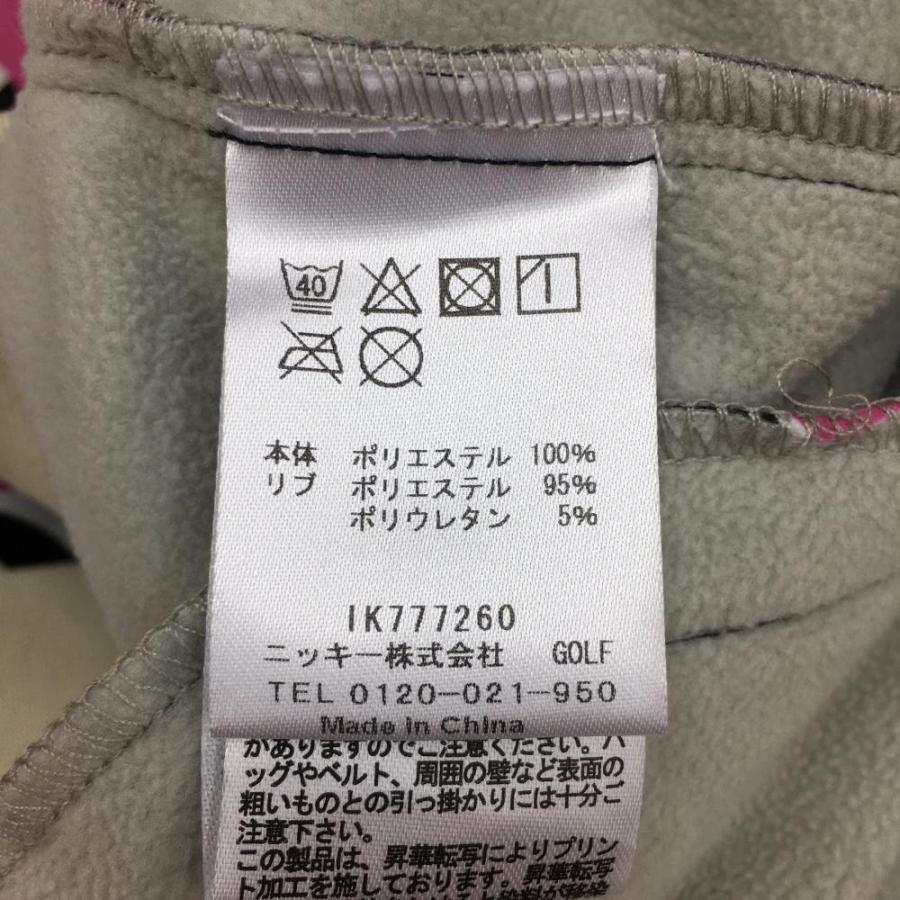 40
本体 ポリエステル 100%
リブ ポリエステル 95%
ポリウレタン 5%
IK777260
ニッキー株式会社 GOLF
TEL 0120-021-950
Made in China
がありますのでご注意ください。バ
ッグやベルト、周囲の壁など表面の
粗いものとの引っ掛かりには十分ご
注意下さい。
この製品は、昇華転写によりプリン
ト加工を施しております。昇華転写